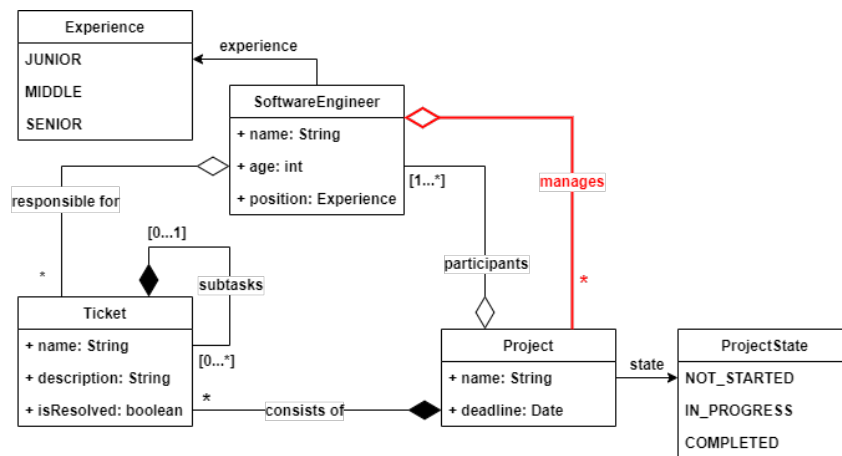 Experience
JUNIOR
MIDDLE
SENIOR
experience
SoftwareEngineer
+ name: String
+ age: int
+ position: Experience
[1...*]
manages
responsible for
[0...1]
participants
subtasks
*
*
Ticket
+ name: String
+ description: String
+ isResolved: boolean
[0...*]
*
consists of
Project
+ name: String
+ deadline: Date
state
ProjectState
NOT_STARTED
IN_PROGRESS
COMPLETED